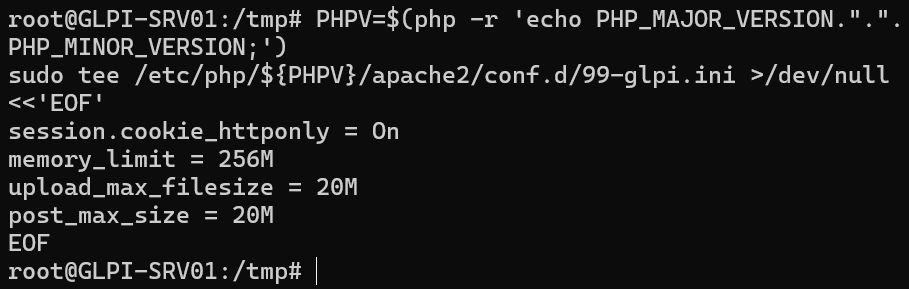 root@GLPI-SRV01:/tmp# PHPV=$(php -r 'echo PHP_MAJOR_VERSION.".".
PHP_MINOR_VERSION;')
sudo tee /etc/php/${PHPV}/apache2/conf.d/99-glpi.ini >/dev/null
<<'EOF'
session.cookie_httponly = On
memory_limit = 256M
upload_max_filesize = 20M
post_max_size = 20M
EOF
root@GLPI-SRV01:/tmp#